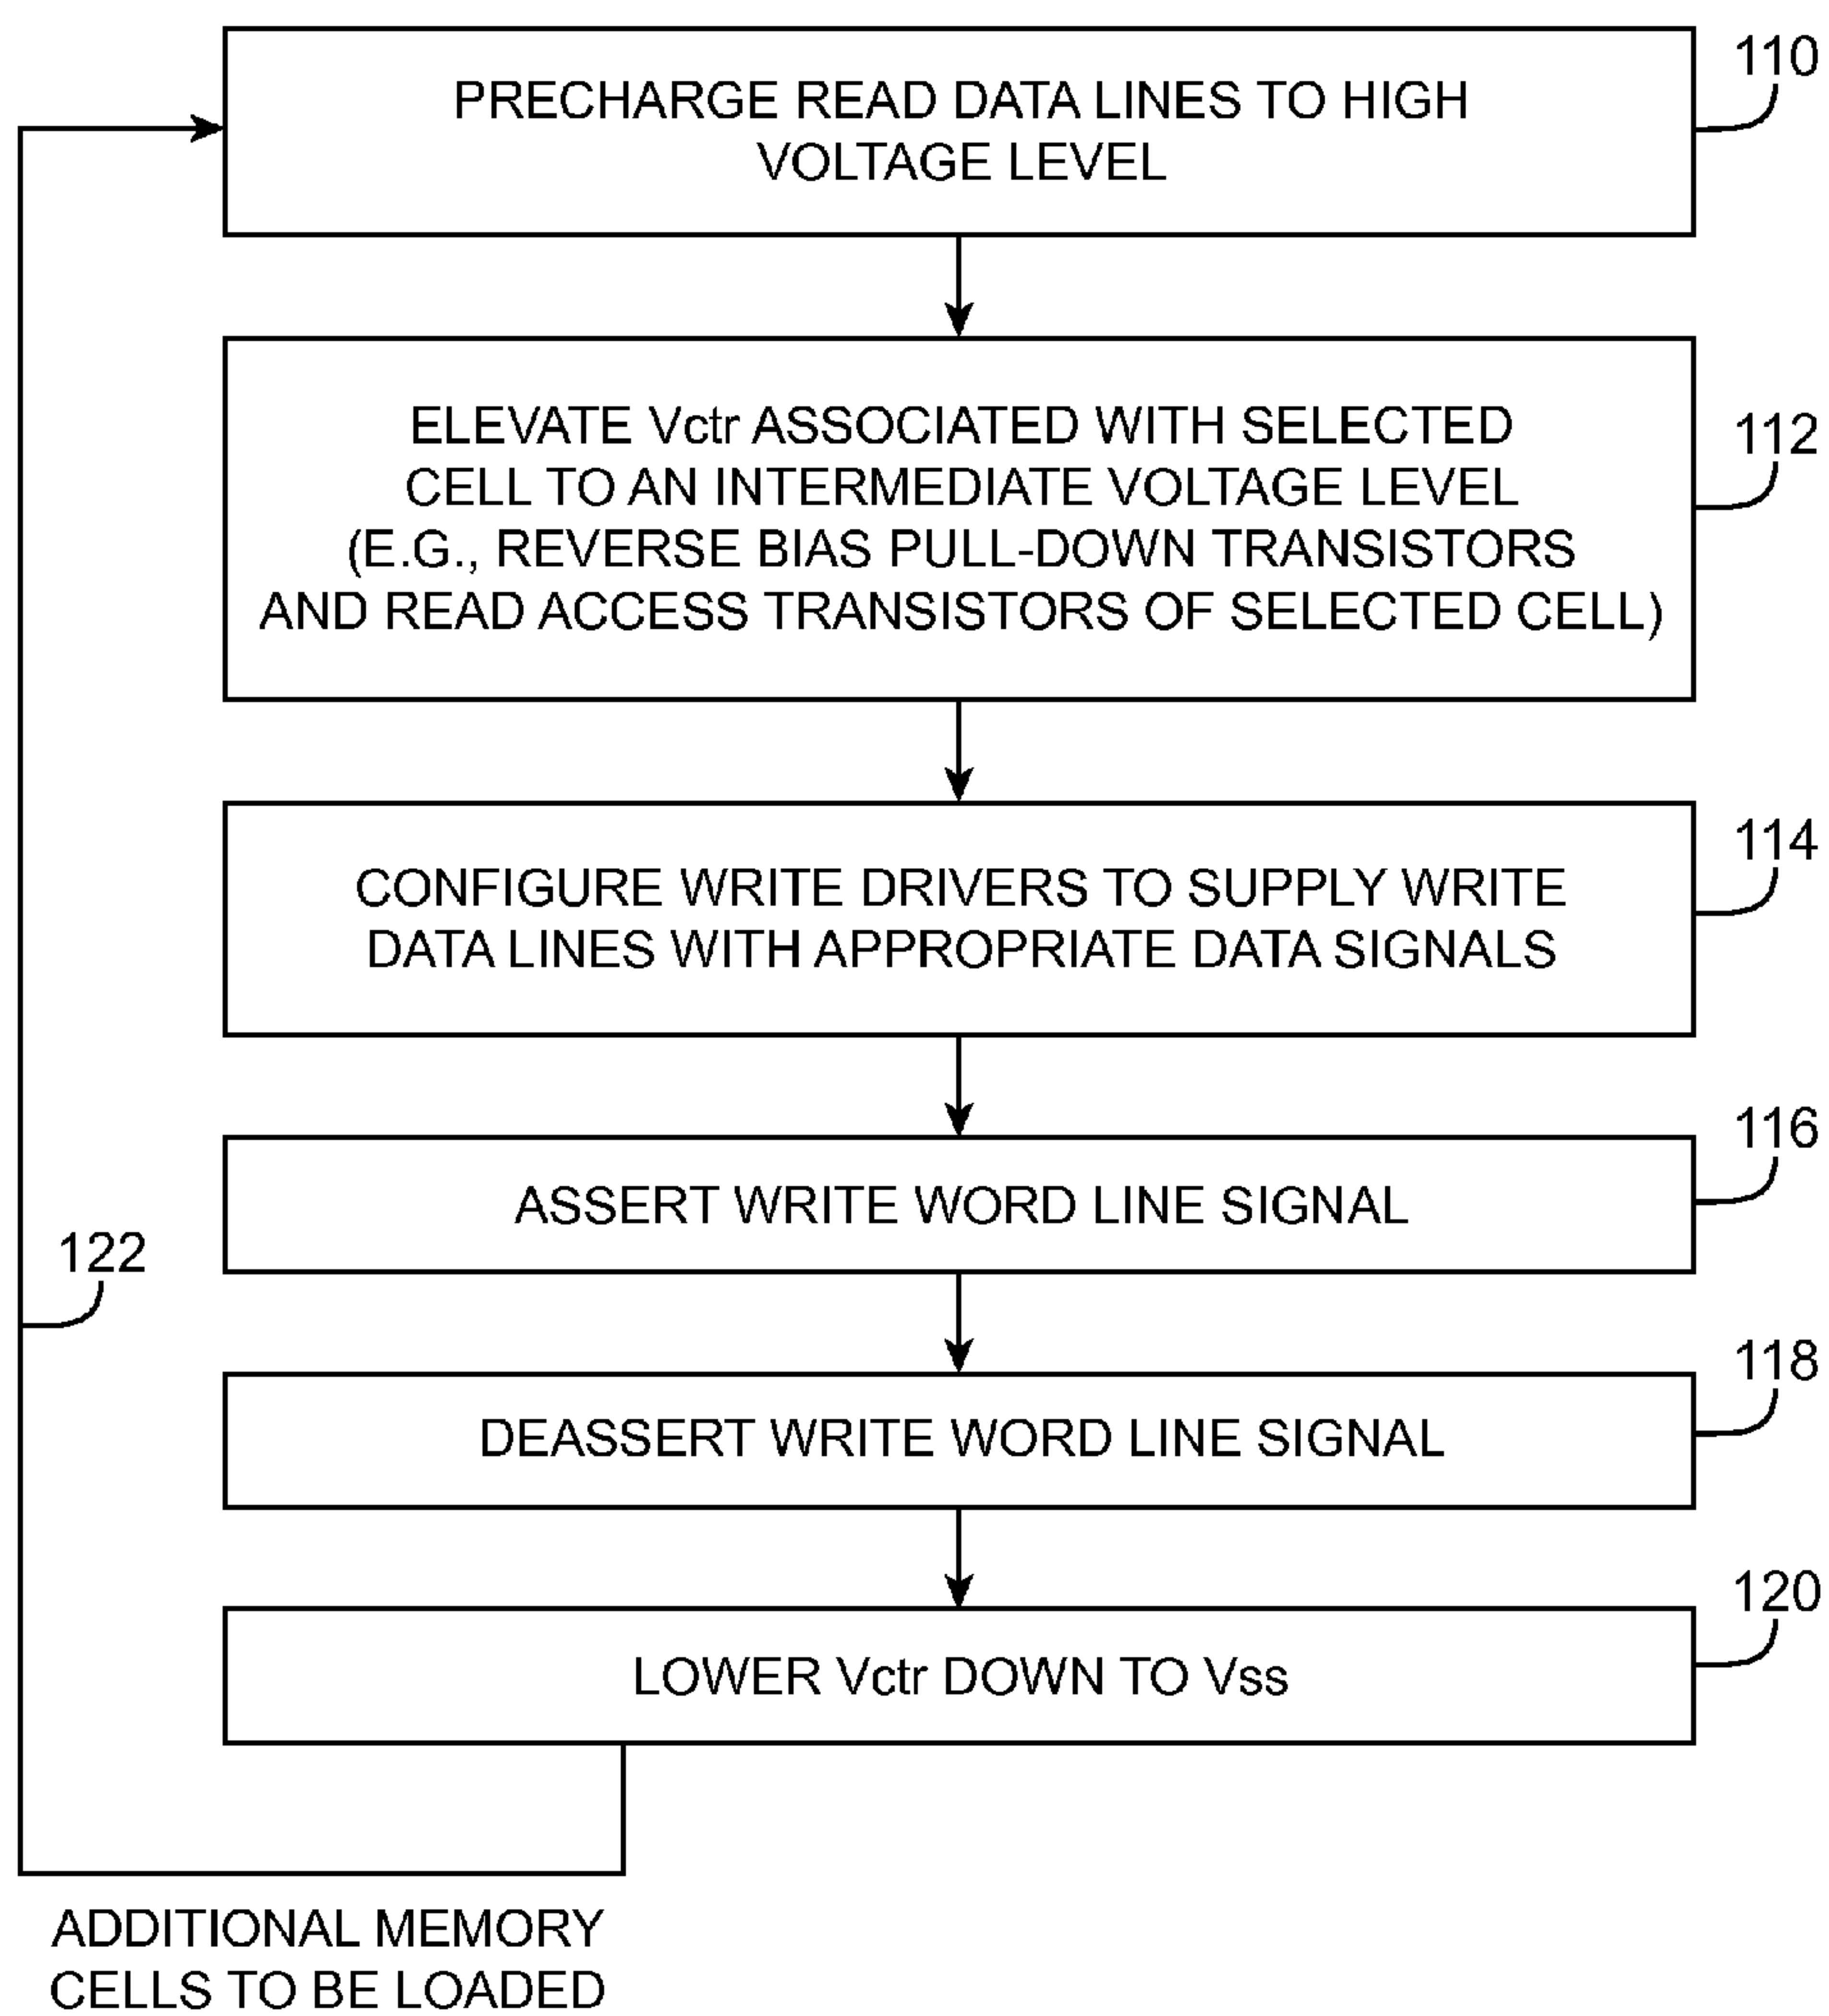 110
PRECHARGE READ DATA LINES TO HIGH
VOLTAGE LEVEL
112
ELEVATE Vctr ASSOCIATED WITH SELECTED
CELL TO AN INTERMEDIATE VOLTAGE LEVEL
(E.G., REVERSE BIAS PULL-DOWN TRANSISTORS
AND READ ACCESS TRANSISTORS OF SELECTED CELL)
114
CONFIGURE WRITE DRIVERS TO SUPPLY WRITE
DATA LINES WITH APPROPRIATE DATA SIGNALS
116
ASSERT WRITE WORD LINE SIGNAL
122
118
DEASSERT WRITE WORD LINE SIGNAL
120
LOWER Vctr DOWN TO Vss
ADDITIONAL MEMORY
CELLS TO BE LOADED